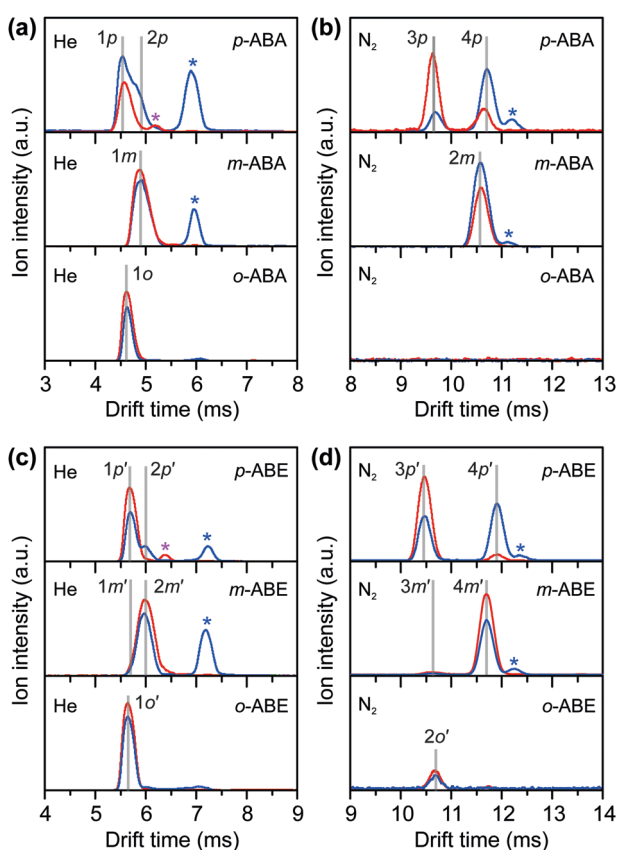 (a)
He
1p
2p
*
*
p-ABA
He
1m
*
m-ABA
He
1o
o-ABA
Ion intensity (a.u.)
3 4 5 6 7 8
Drift time (ms)
(b)
N₂
3p
4p
*
p-ABA
N₂
2m
*
m-ABA
N₂
o-ABA
Ion intensity (a.u.)
8 9 10 11 12 13
Drift time (ms)
(c)
He
1p′
2p′
*
*
p-ABE
He
1m′
2m′
*
m-ABE
He
1o′
o-ABE
Ion intensity (a.u.)
4 5 6 7 8 9
Drift time (ms)
(d)
N₂
3p′
4p′
*
p-ABE
N₂
3m′
4m′
*
m-ABE
N₂
2o′
o-ABE
Ion intensity (a.u.)
9 10 11 12 13 14
Drift time (ms)